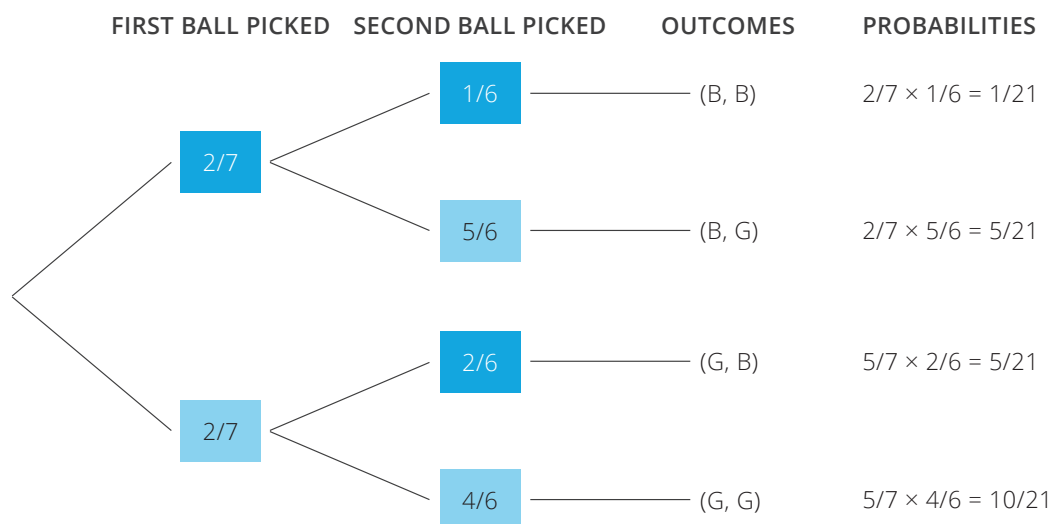 FIRST BALL PICKED SECOND BALL PICKED OUTCOMES PROBABILITIES
1/6 (B, B) 2/7 × 1/6 = 1/21
2/7
5/6 (B, G) 2/7 × 5/6 = 5/21
2/6 (G, B) 5/7 × 2/6 = 5/21
2/7
4/6 (G, G) 5/7 × 4/6 = 10/21